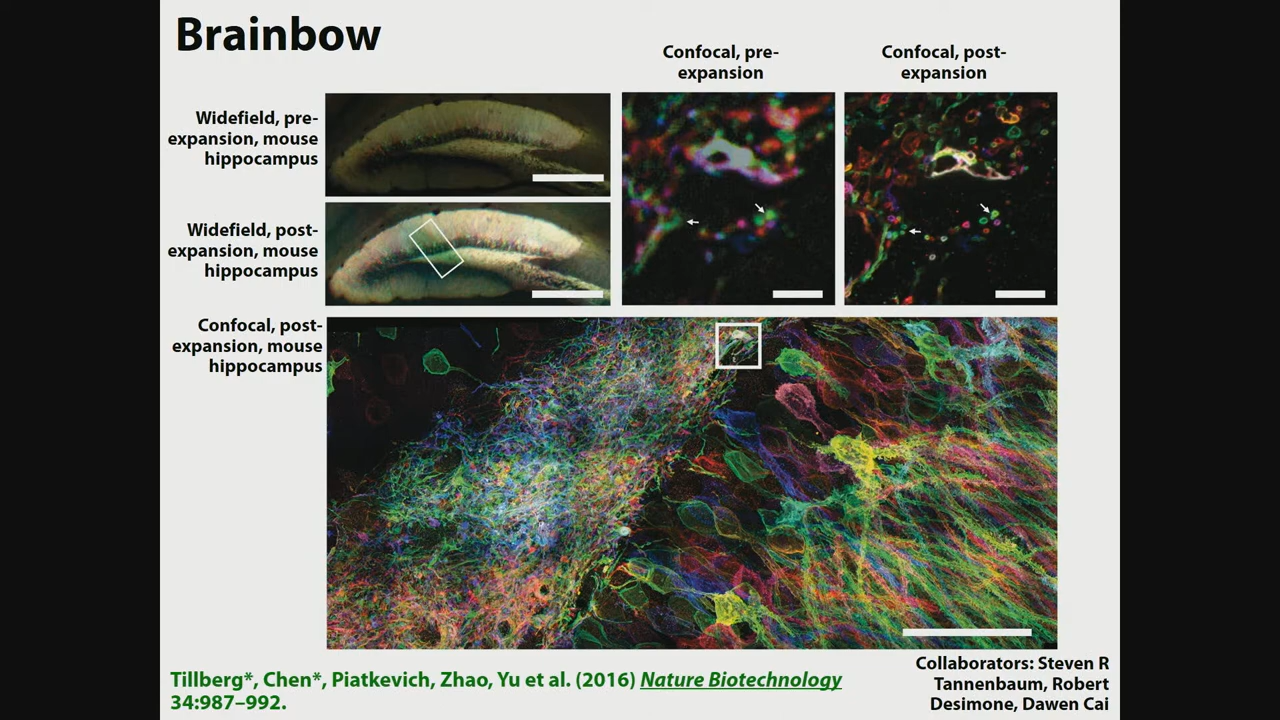 Brainbow
Confocal, pre-
expansion
Confocal, post-
expansion
Widefield, pre-
expansion, mouse
hippocampus
Widefield, post-
expansion, mouse
hippocampus
Confocal, post-
expansion, mouse
hippocampus
Tillberg*, Chen*, Piatkevich, Zhao, Yu et al. (2016) Nature Biotechnology
34:987–992.
Collaborators: Steven R
Tannenbaum, Robert
Desimone, Dawen Cai